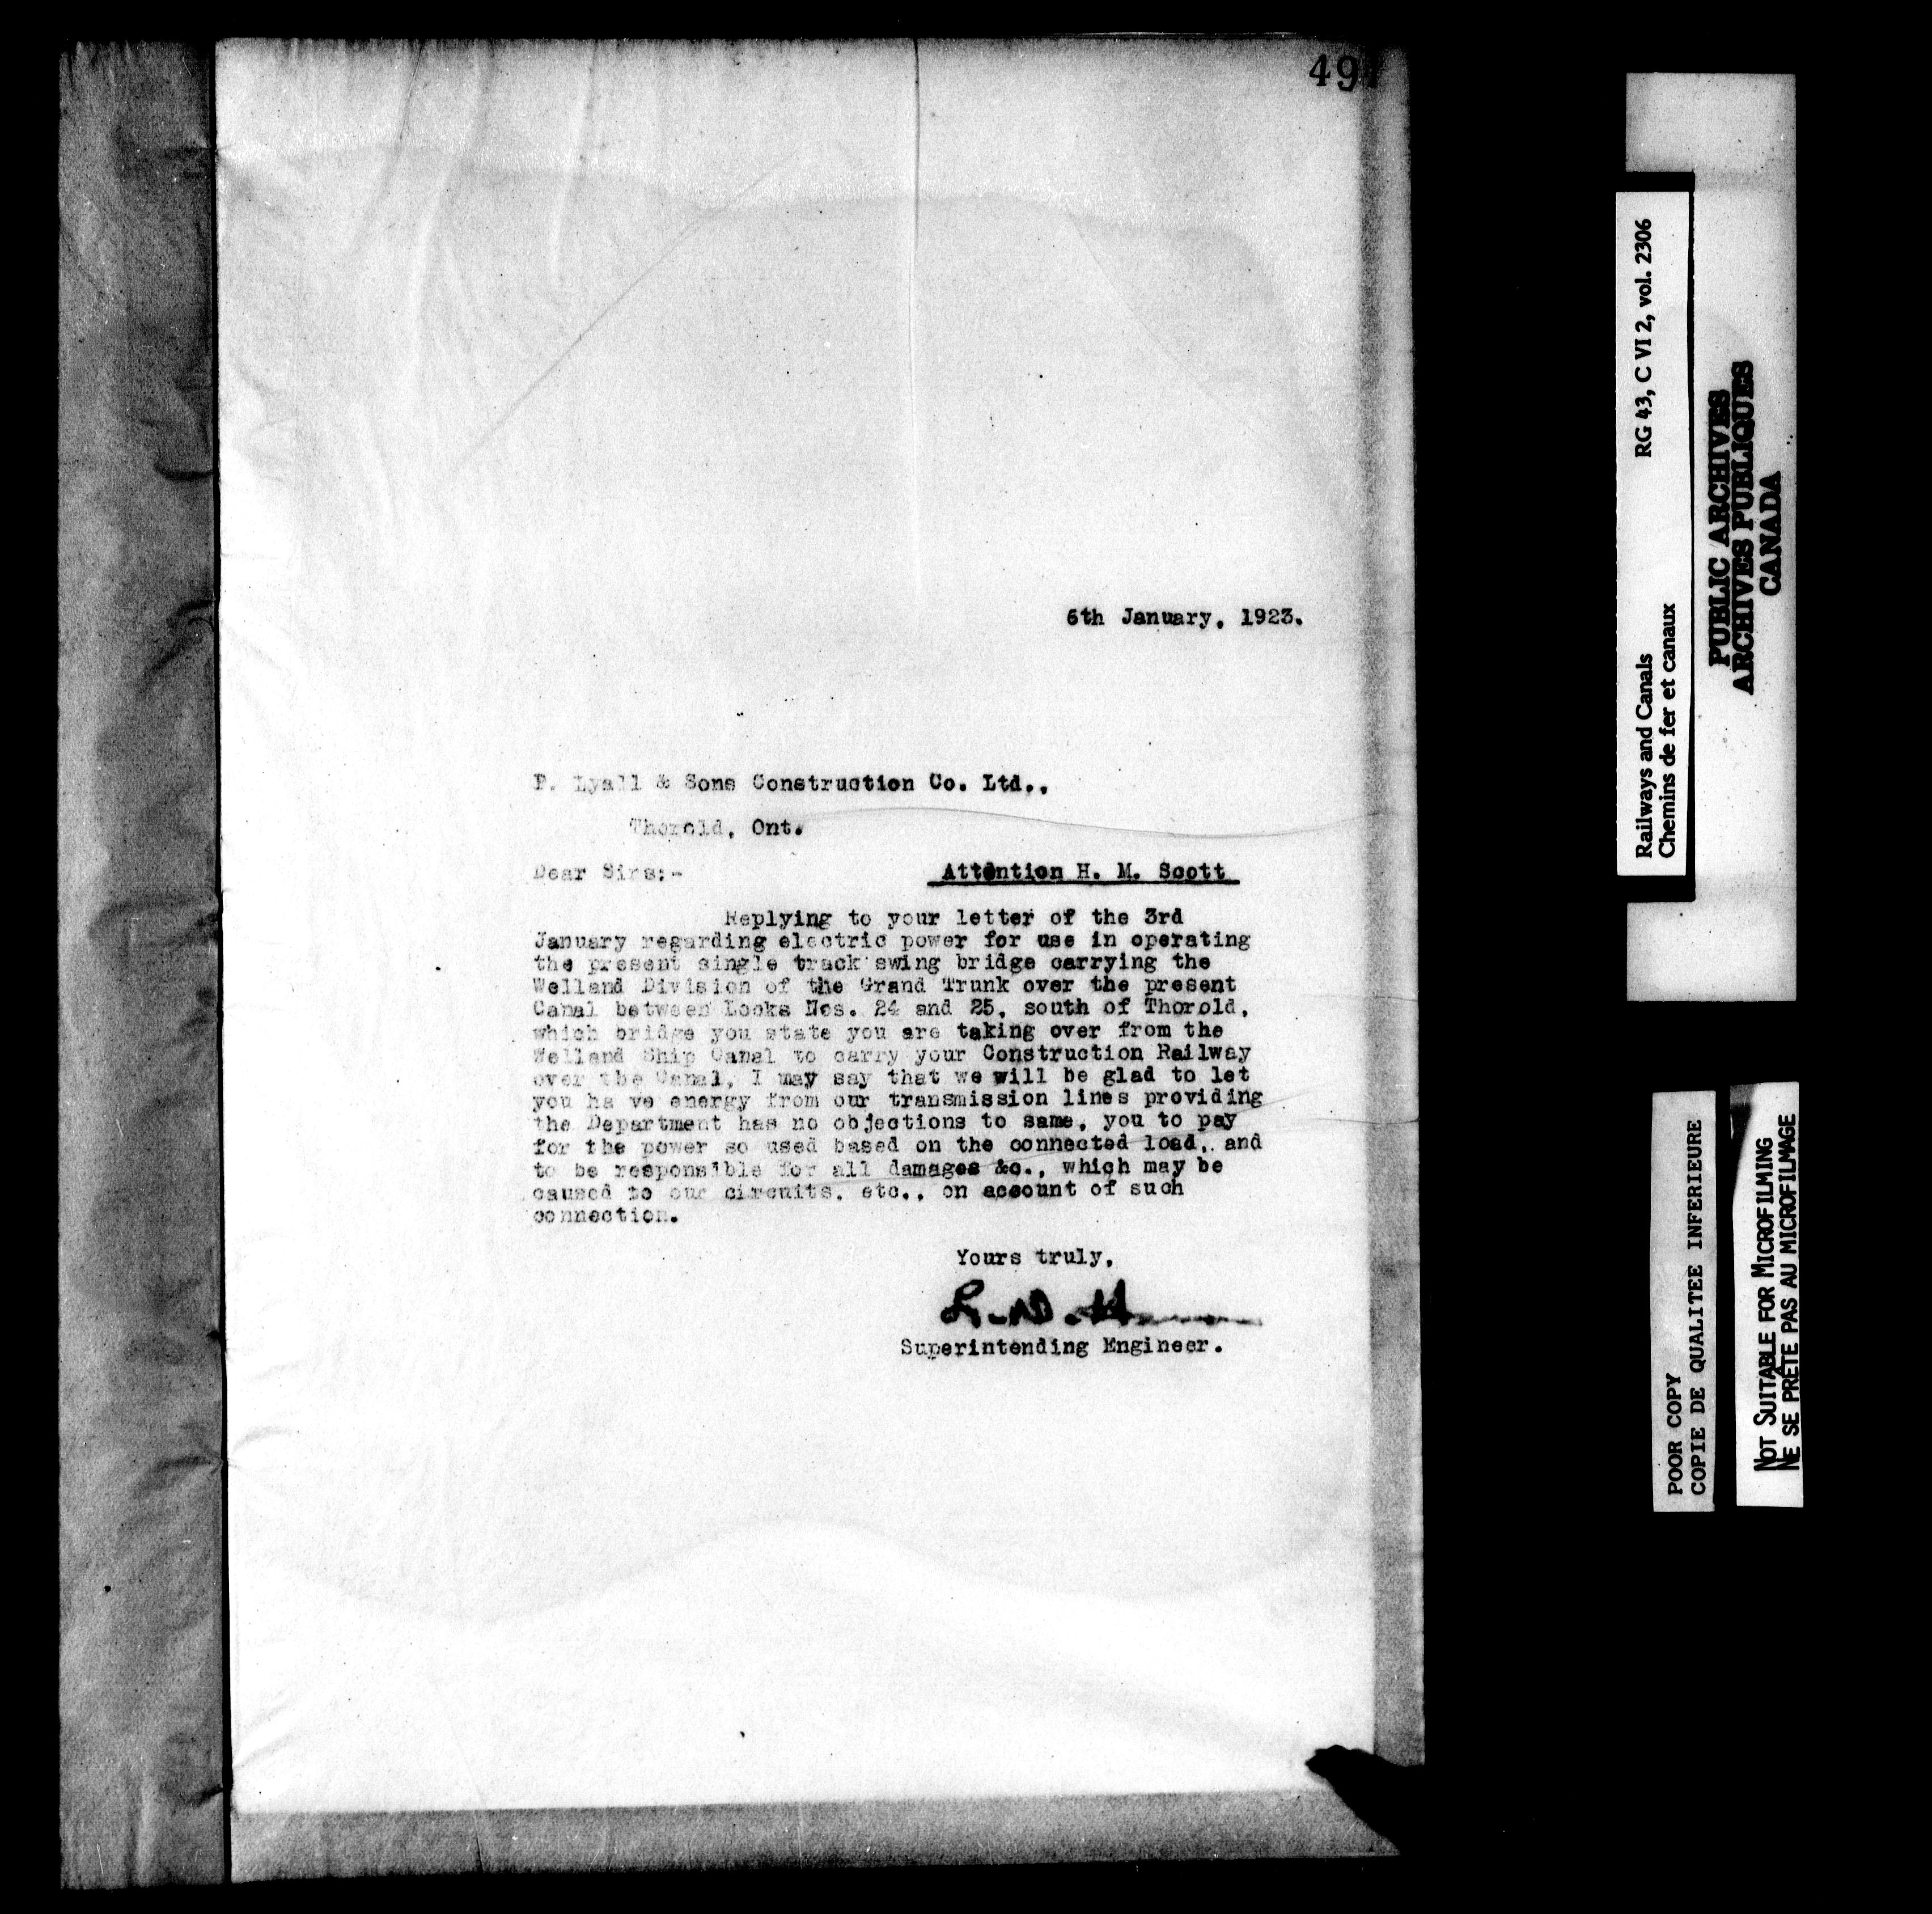 49
6th January, 1923.
P. Lyall & Sons Construction Co. Ltd.,
Thorold, Ont.
Dear Sirs:- Attention H. M. Scott
Replying to your letter of the 3rd
January regarding electric power for use in operating
the present single track swing bridge carrying the
Welland Division of the Grand Trunk over the present
Canal between Locks Nos. 24 and 25, south of Thorold,
which bridge you state you are taking over from the
Welland Ship Canal to carry your Construction Railway
over the Canal, I may say that we will be glad to let
you ha ve energy from our transmission lines providing
the Department has no objections to same, you to pay
for the power so used based on the connected load, and
to be responsible for all damages &c., which may be
caused to our circuits, etc., on account of such
connection.
Yours truly,
Superintending Engineer.
Railways and Canals RG 43, C VI 2, vol. 2306
Chemins de fer et canaux
PUBLIC ARCHIVES
ARCHIVES PUBLIQUES
CANADA
POOR COPY
COPIE DE QUALITEE INFERIEURE
NOT SUITABLE FOR MICROFILMING
NE SE PRÊTE PAS AU MICROFILMAGE